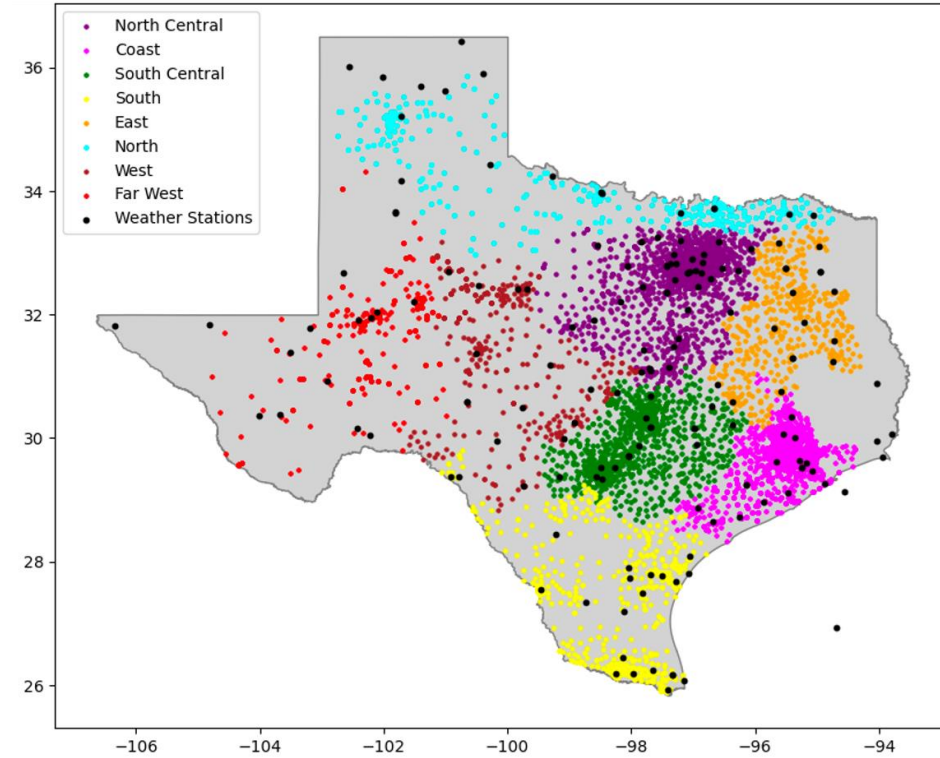 North Central
Coast
South Central
South
East
North
West
Far West
Weather Stations
36
34
32
30
28
26
−106 −104 −102 −100 −98 −96 −94